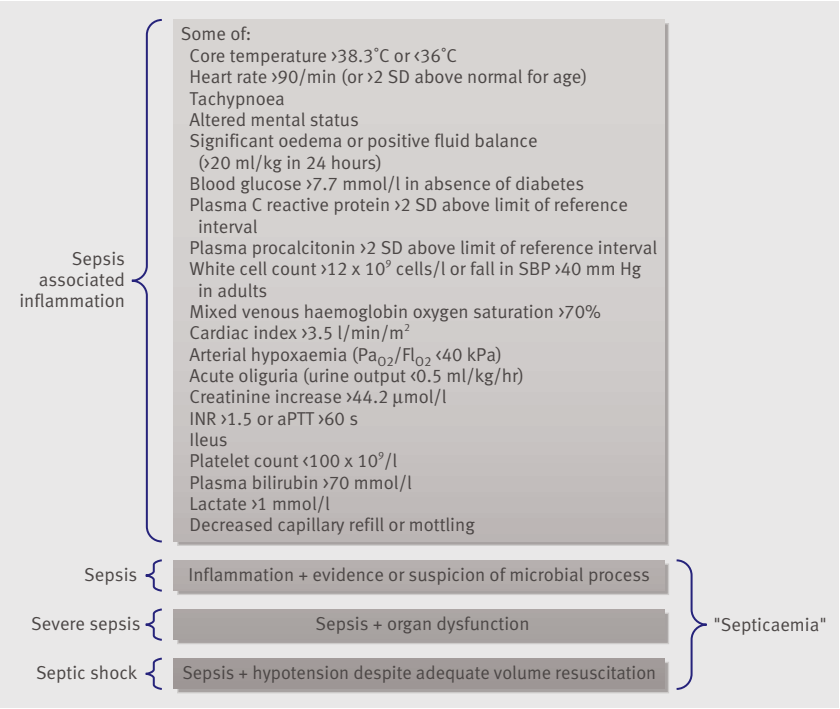 Some of:
Core temperature >38.3˚C or <36˚C
Heart rate >90/min (or >2 SD above normal for age)
Tachypnoea
Altered mental status
Significant oedema or positive fluid balance
(>20 ml/kg in 24 hours)
Blood glucose >7.7 mmol/l in absence of diabetes
Plasma C reactive protein >2 SD above limit of reference
interval
Plasma procalcitonin >2 SD above limit of reference interval
White cell count >12 x 10⁹ cells/l or fall in SBP >40 mm Hg
in adults
Mixed venous haemoglobin oxygen saturation >70%
Cardiac index >3.5 l/min/m²
Arterial hypoxaemia (Pa O2/FI O2 <40 kPa)
Acute oliguria (urine output <0.5 ml/kg/hr)
Creatinine increase >44.2 µmol/l
INR >1.5 or aPTT >60 s
Ileus
Platelet count <100 x 10⁹/l
Plasma bilirubin >70 mmol/l
Lactate >1 mmol/l
Decreased capillary refill or mottling
Sepsis
associated
inflammation
Sepsis
Inflammation + evidence or suspicion of microbial process
Severe sepsis
Sepsis + organ dysfunction
"Septicaemia"
Septic shock
Sepsis + hypotension despite adequate volume resuscitation